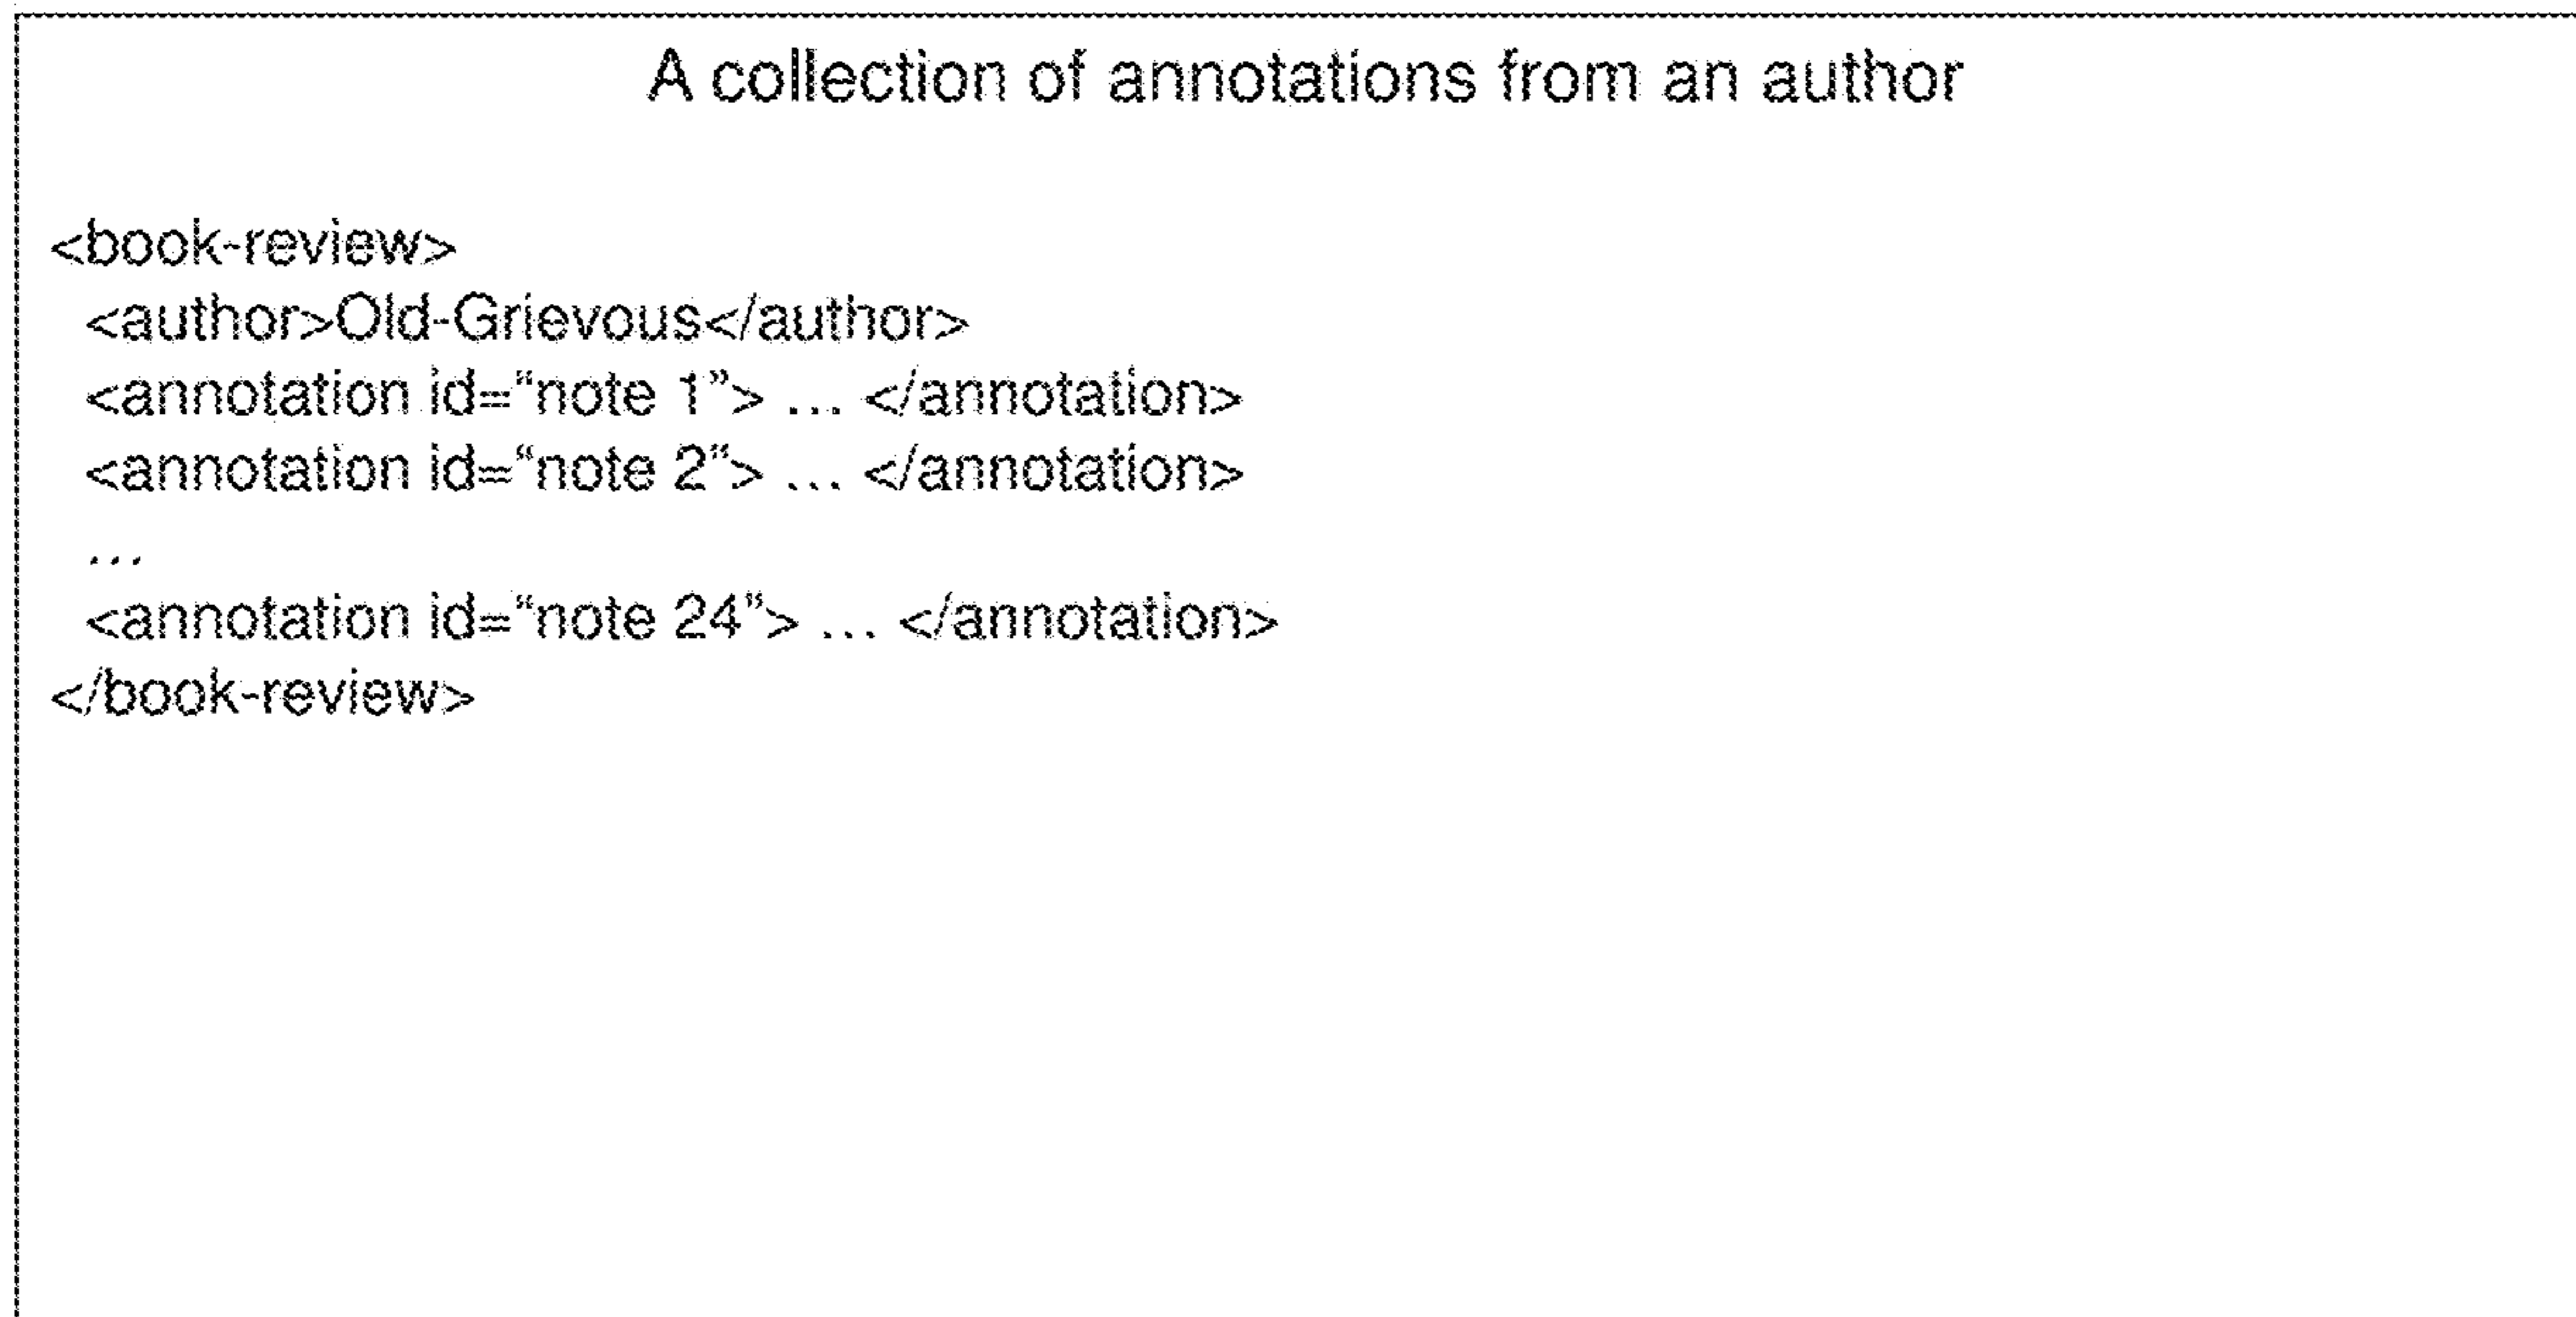 A collection of annotations from an author
<book-review>
<author>Old-Grievous</author>
<annotation id=“note 1”> ... </annotation>
<annotation id=“note 2”> ... </annotation>
...
<annotation id=“note 24”> ... </annotation>
</book-review>